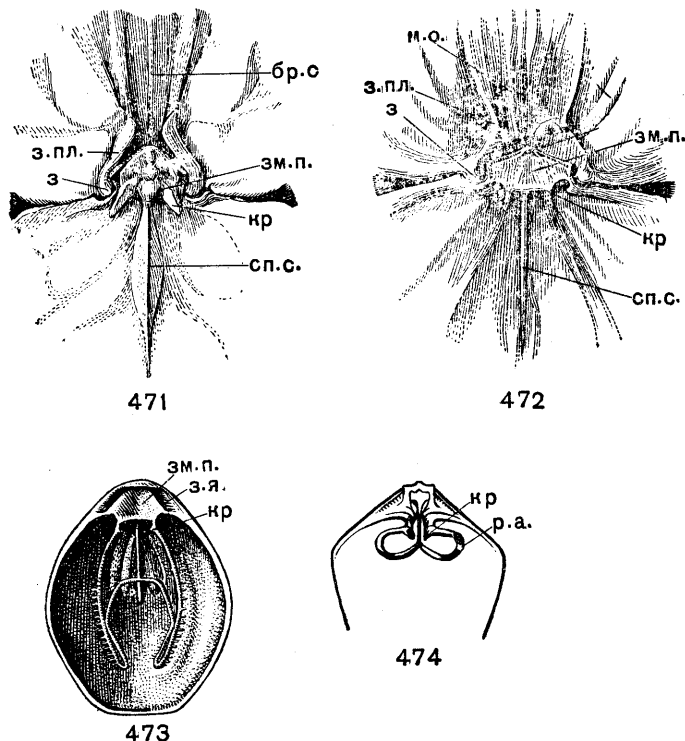 бр.с
з.пл.
з
зм.п.
кр
сп.с.
471
м.о.
з.пл.
з
зм.п.
кр
сп.с.
472
зм.п.
з.я.
кр
473
кр
р.а.
474